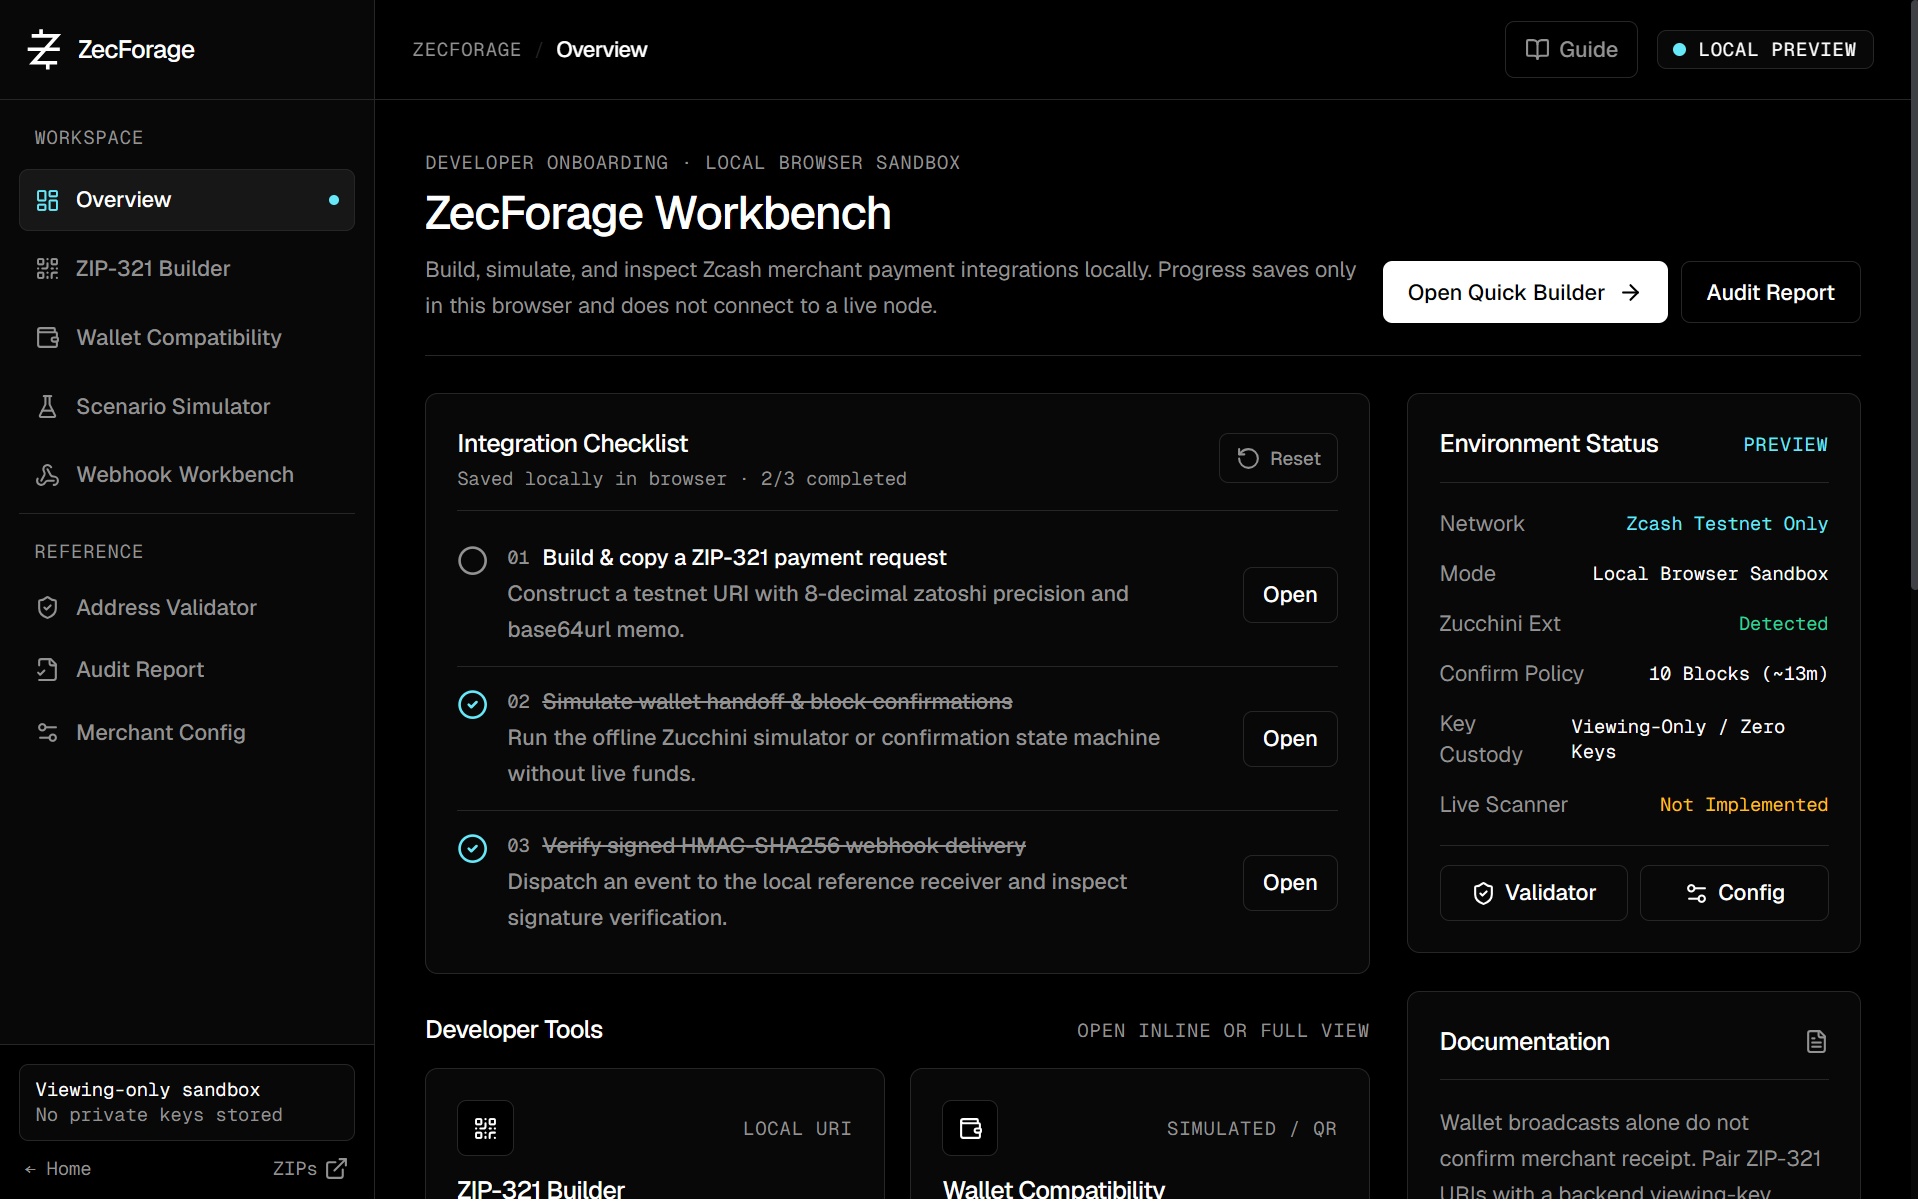 ZecForage
ZECFORAGE / Overview
Guide
LOCAL PREVIEW
WORKSPACE
Overview
ZIP-321 Builder
Wallet Compatibility
Scenario Simulator
Webhook Workbench
REFERENCE
Address Validator
Audit Report
Merchant Config
Viewing-only sandbox
No private keys stored
← Home
ZIPs
DEVELOPER ONBOARDING · LOCAL BROWSER SANDBOX
ZecForage Workbench
Build, simulate, and inspect Zcash merchant payment integrations locally. Progress saves only
in this browser and does not connect to a live node.
Open Quick Builder →
Audit Report
Integration Checklist
Saved locally in browser · 2/3 completed
Reset
01 Build & copy a ZIP-321 payment request
Construct a testnet URI with 8-decimal zatoshi precision and
base64url memo.
Open
02 Simulate wallet handoff & block confirmations
Run the offline Zucchini simulator or confirmation state machine
without live funds.
Open
03 Verify signed HMAC-SHA256 webhook delivery
Dispatch an event to the local reference receiver and inspect
signature verification.
Open
Environment Status
PREVIEW
Network
Zcash Testnet Only
Mode
Local Browser Sandbox
Zucchini Ext
Detected
Confirm Policy
10 Blocks (~13m)
Key
Custody
Viewing-Only / Zero
Keys
Live Scanner
Not Implemented
Validator
Config
Developer Tools
OPEN INLINE OR FULL VIEW
LOCAL URI
ZIP-321 Builder
SIMULATED / QR
Wallet Compatibility
Documentation
Wallet broadcasts alone do not
confirm merchant receipt. Pair ZIP-321
URIs with a backend viewing-key